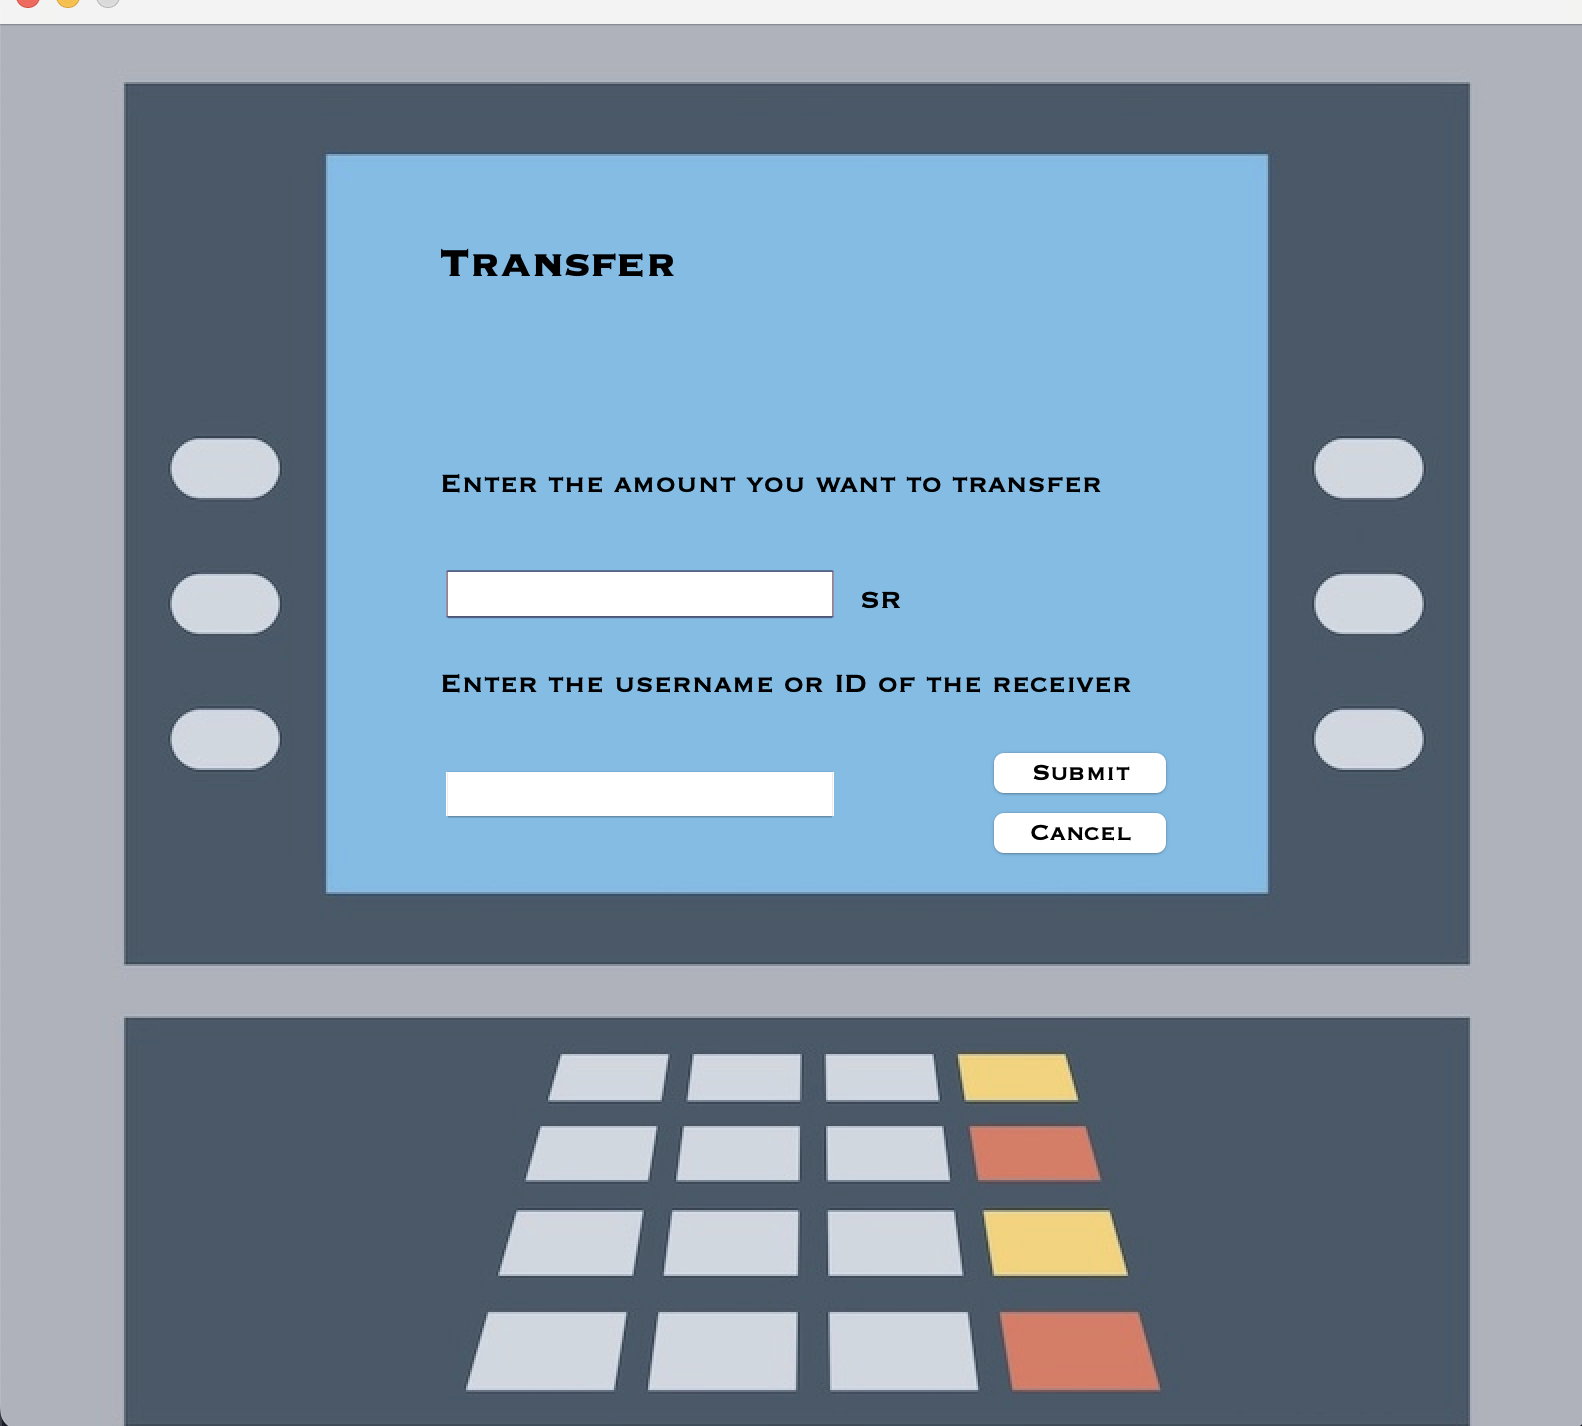 Transfer
Enter the amount you want to transfer
SR
Enter the username or ID of the receiver
Submit
Cancel